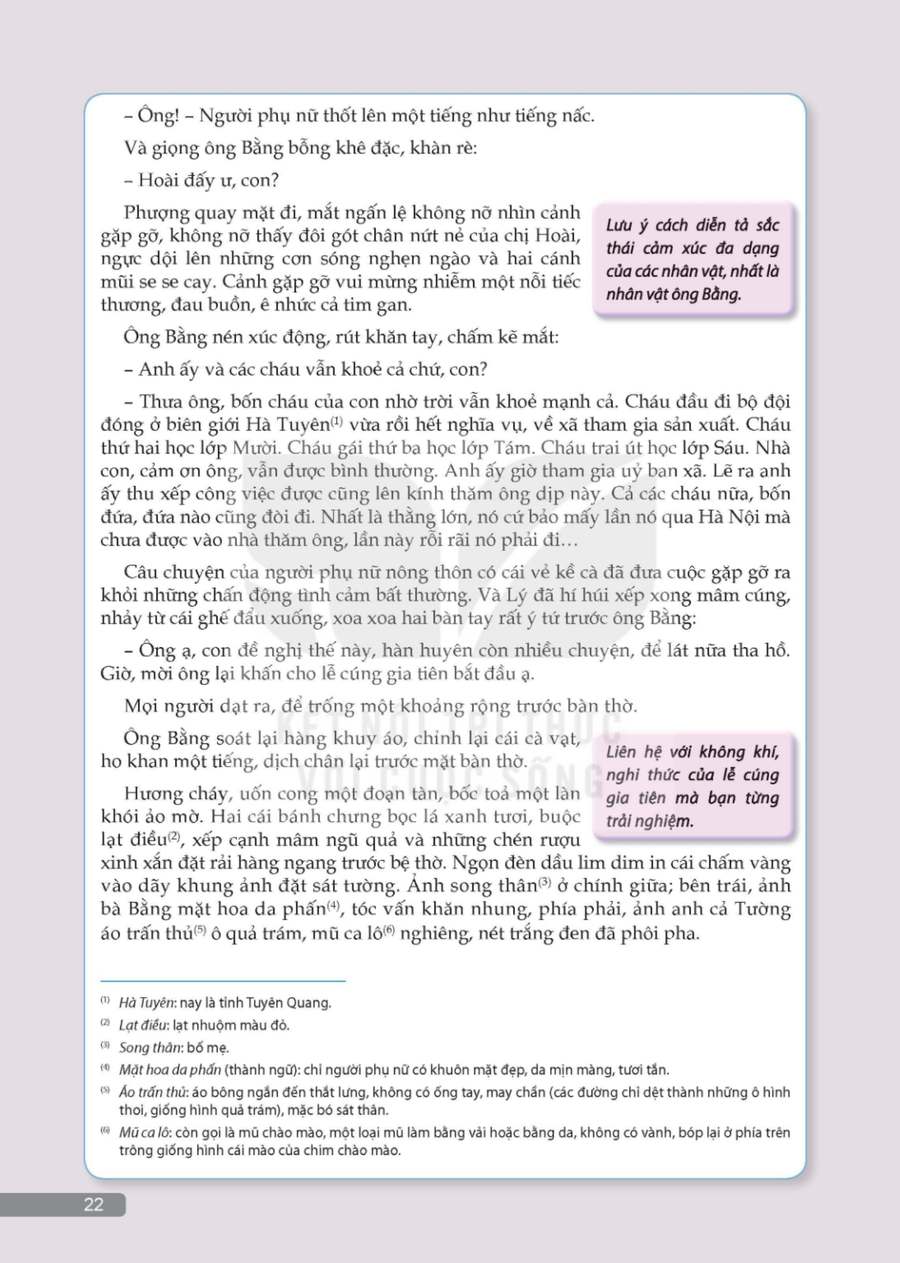 – Ông! – Người phụ nữ thốt lên một tiếng như tiếng nấc.
Và giọng ông Bằng bỗng khê đặc, khàn rè:
– Hoài đấy ư, con?
Phượng quay mặt đi, mắt ngấn lệ không nỡ nhìn cảnh
gặp gỡ, không nỡ thấy đôi gót chân nứt nẻ của chị Hoài,
ngực dội lên những cơn sóng nghẹn ngào và hai cánh
mũi se se cay. Cảnh gặp gỡ vui mừng nhiễm một nỗi tiếc
thương, đau buồn, ê nhức cả tim gan.
Lưu ý cách diễn tả sắc
thái cảm xúc đa dạng
của các nhân vật, nhất là
nhân vật ông Bằng.
Ông Bằng nén xúc động, rút khăn tay, chấm kẽ mắt:
– Anh ấy và các cháu vẫn khoẻ cả chứ, con?
– Thưa ông, bốn cháu của con nhờ trời vẫn khoẻ mạnh cả. Cháu đầu đi bộ đội
đóng ở biên giới Hà Tuyên(1) vừa rồi hết nghĩa vụ, về xã tham gia sản xuất. Cháu
thứ hai học lớp Mười. Cháu gái thứ ba học lớp Tám. Cháu trai út học lớp Sáu. Nhà
con, cảm ơn ông, vẫn được bình thường. Anh ấy giờ tham gia uỷ ban xã. Lẽ ra anh
ấy thu xếp công việc được cũng lên kính thăm ông dịp này. Cả các cháu nữa, bốn
đứa, đứa nào cũng đòi đi. Nhất là thằng lớn, nó cứ bảo mấy lần nó qua Hà Nội mà
chưa được vào nhà thăm ông, lần này rỗi rãi nó phải đi…
Câu chuyện của người phụ nữ nông thôn có cái vẻ kề cà đã đưa cuộc gặp gỡ ra
khỏi những chấn động tình cảm bất thường. Và Lý đã hí húi xếp xong mâm cúng,
nhảy từ cái ghế đẩu xuống, xoa xoa hai bàn tay rất ý tứ trước ông Bằng:
– Ông ạ, con đề nghị thế này, hàn huyên còn nhiều chuyện, để lát nữa tha hồ.
Giờ, mời ông lại khấn cho lễ cúng gia tiên bắt đầu ạ.
Mọi người dạt ra, để trống một khoảng rộng trước bàn thờ.
Ông Bằng soát lại hàng khuy áo, chỉnh lại cái cà vạt,
ho khan một tiếng, dịch chân lại trước mặt bàn thờ.
Liên hệ với không khí,
nghi thức của lễ cúng
gia tiên mà bạn từng
trải nghiệm.
Hương cháy, uốn cong một đoạn tàn, bốc toả một làn
khói ảo mờ. Hai cái bánh chưng bọc lá xanh tươi, buộc
lạt điều(2), xếp cạnh mâm ngũ quả và những chén rượu
xinh xắn đặt rải hàng ngang trước bệ thờ. Ngọn đèn dầu lim dim in cái chấm vàng
vào dãy khung ảnh đặt sát tường. Ảnh song thân(3) ở chính giữa; bên trái, ảnh
bà Bằng mặt hoa da phấn(4), tóc vấn khăn nhung, phía phải, ảnh anh cả Tường
áo trấn thủ(5) ô quả trám, mũ ca lô(6) nghiêng, nét trắng đen đã phôi pha.
KẾT NỐI TRI THỨC
VỚI CUỘC SỐNG
(1) Hà Tuyên: nay là tỉnh Tuyên Quang.
(2) Lạt điều: lạt nhuộm màu đỏ.
(3) Song thân: bố mẹ.
(4) Mặt hoa da phấn (thành ngữ): chỉ người phụ nữ có khuôn mặt đẹp, da mịn màng, tươi tắn.
(5) Áo trấn thủ: áo bông ngắn đến thắt lưng, không có ống tay, may chần (các đường chỉ dệt thành những ô hình
thoi, giống hình quả trám), mặc bó sát thân.
(6) Mũ ca lô: còn gọi là mũ chào mào, một loại mũ làm bằng vải hoặc bằng da, không có vành, bóp lại ở phía trên
trông giống hình cái mào của chim chào mào.
22